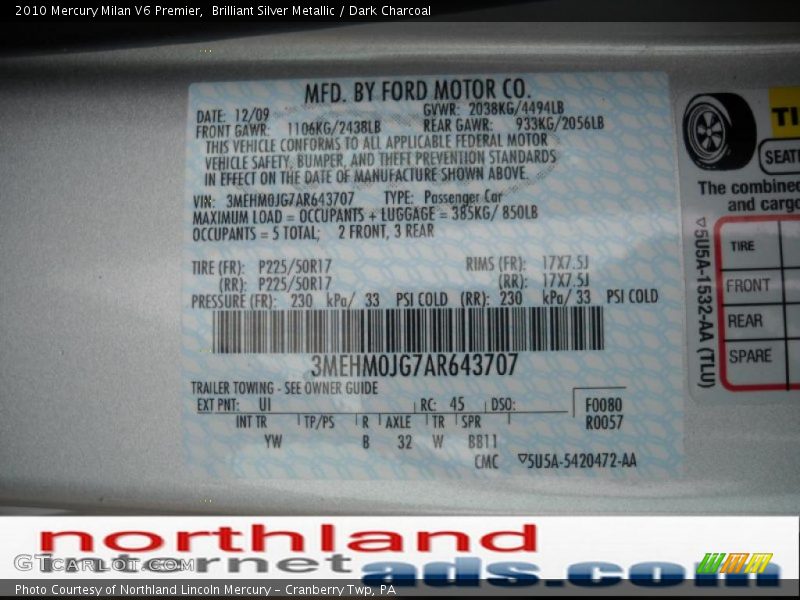 2010 Mercury Milan V6 Premier, Brilliant Silver Metallic / Dark Charcoal
MFD. BY FORD MOTOR CO.
DATE: 12/09 GVWR: 2038KG/4494LB
FRONT GAWR: 1106KG/2438LB REAR GAWR: 933KG/2056LB
THIS VEHICLE CONFORMS TO ALL APPLICABLE FEDERAL MOTOR
VEHICLE SAFETY, BUMPER, AND THEFT PREVENTION STANDARDS
IN EFFECT ON THE DATE OF MANUFACTURE SHOWN ABOVE.
VIN: 3MEHM0JG7AR643707 TYPE: Passenger Car
MAXIMUM LOAD = OCCUPANTS + LUGGAGE = 385KG/ 850LB
OCCUPANTS = 5 TOTAL; 2 FRONT, 3 REAR
TIRE (FR): P225/50R17 RIMS (FR): 17X7.5J
(RR): P225/50R17 (RR): 17X7.5J
PRESSURE (FR): 230 kPa/ 33 PSI COLD (RR): 230 kPa/ 33 PSI COLD
3MEHM0JG7AR643707
TRAILER TOWING - SEE OWNER GUIDE
EXT PNT: UI RC: 45 DSO: F0080
R0057
INT TR TP/PS R AXLE TR SPR
YW B 32 W BB11
CMC ▽5U5A-5420472-AA
TI
SEATI
The combined
and cargo
▽5U5A-1532-AA (TLU)
TIRE
FRONT
REAR
SPARE
northland
internet
ads.com
GTCARLOT.COM
Photo Courtesy of Northland Lincoln Mercury – Cranberry Twp, PA